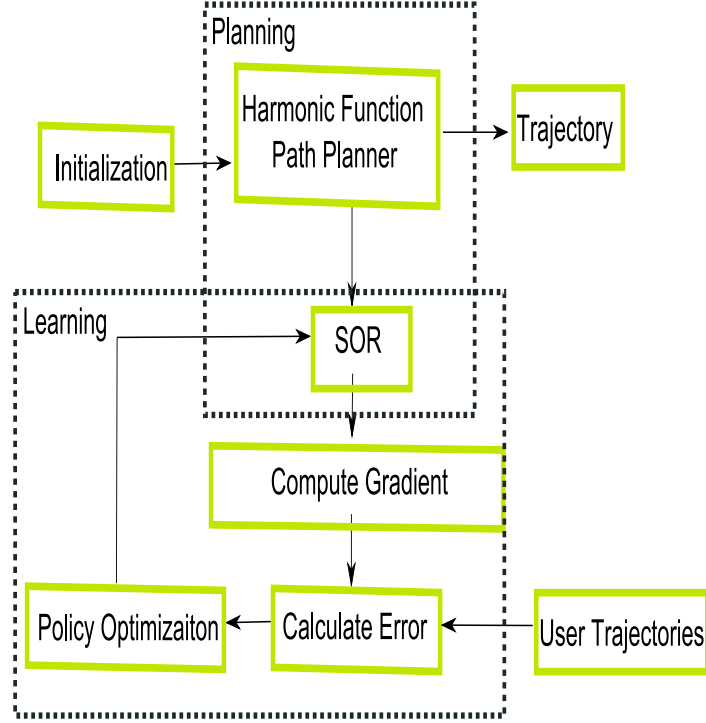 Planning
Harmonic Function
Path Planner
Trajectory
Initialization
Learning
SOR
Compute Gradient
Policy Optimizaiton
Calculate Error
User Trajectories